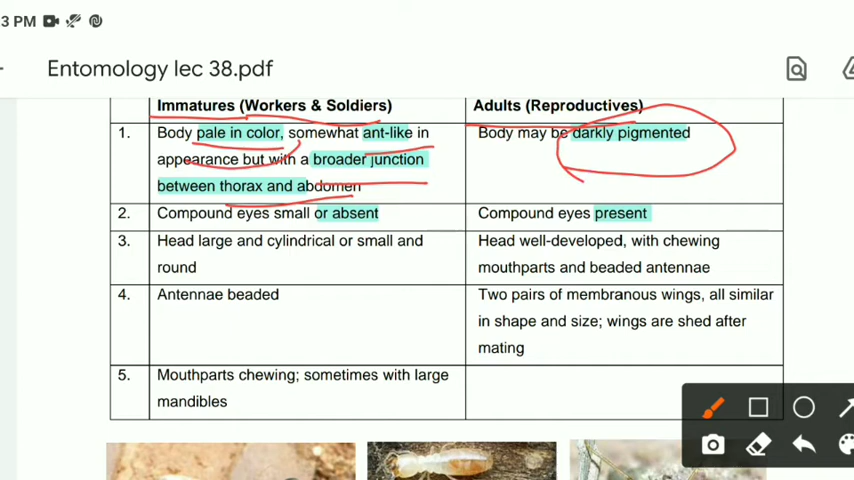 3 PM
Entomology lec 38.pdf
Immatures (Workers & Soldiers)
Adults (Reproductives)
1.
Body pale in color, somewhat ant-like in
appearance but with a broader junction
between thorax and abdomen
Body may be darkly pigmented
2.
Compound eyes small or absent
Compound eyes present
3.
Head large and cylindrical or small and
round
Head well-developed, with chewing
mouthparts and beaded antennae
4.
Antennae beaded
Two pairs of membranous wings, all similar
in shape and size; wings are shed after
mating
5.
Mouthparts chewing; sometimes with large
mandibles